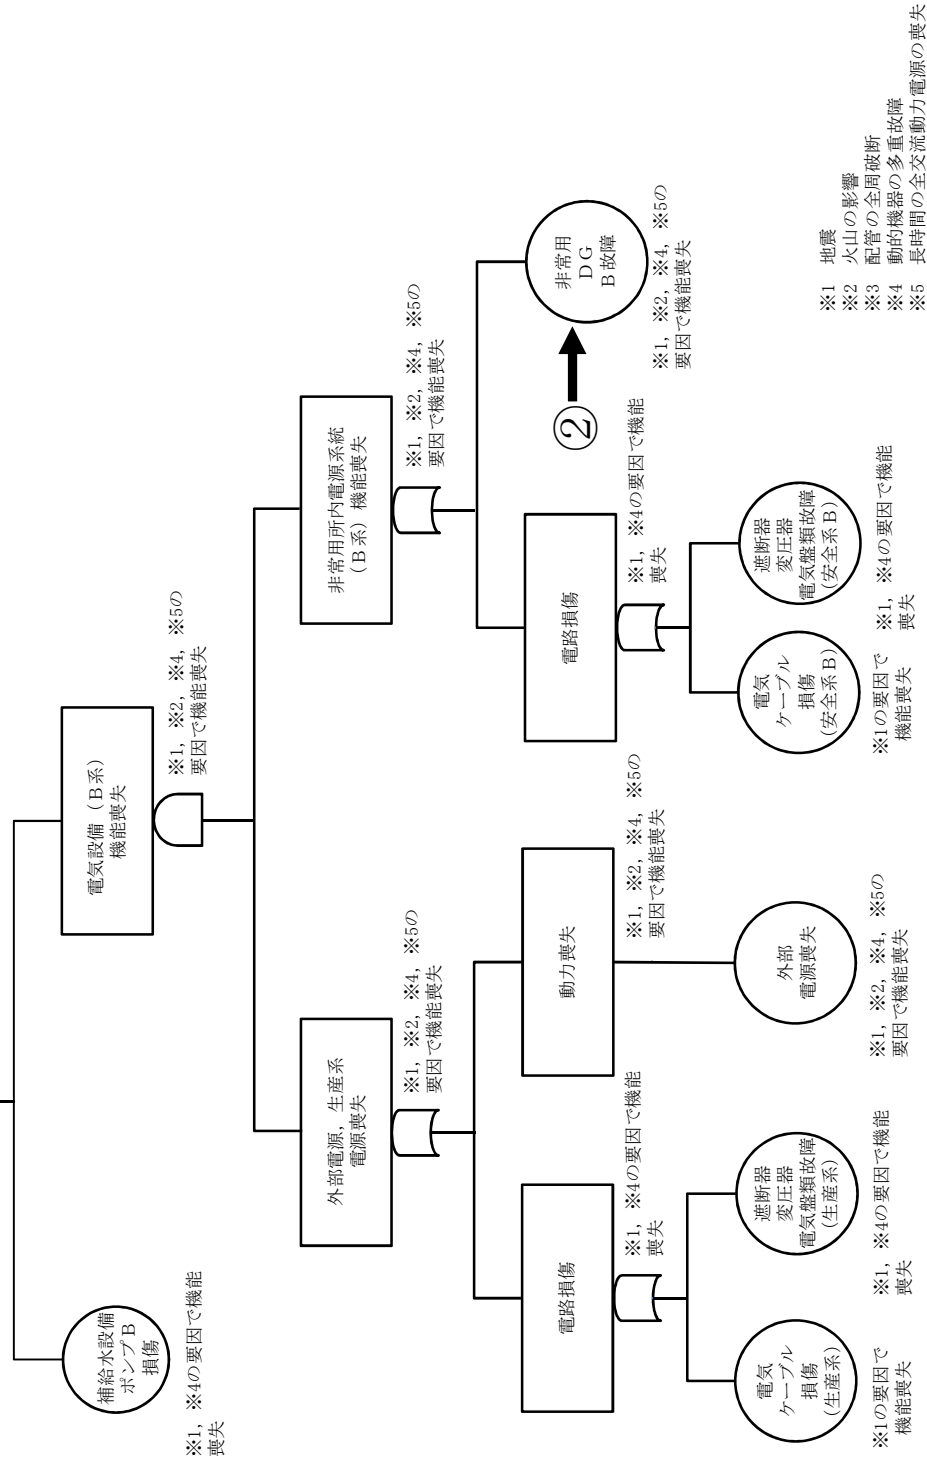 補給水設備
ポンプB
損傷
※1, ※4の要因で機能
喪失
電気設備(B系)
機能喪失
※1, ※2, ※4, ※5の
要因で機能喪失
外部電源, 生産系
電源喪失
※1, ※2, ※4, ※5の
要因で機能喪失
非常用所内電源系統
(B系)機能喪失
※1, ※2, ※4, ※5の
要因で機能喪失
電路損傷
※1, ※4の要因で機能
喪失
動力喪失
※1, ※2, ※4, ※5の
要因で機能喪失
電路損傷
※1, ※4の要因で機能
喪失
②
非常用
DG
B故障
※1, ※2, ※4, ※5の
要因で機能喪失
電気
ケーブル
損傷
(生産系)
※1の要因で
機能喪失
遮断器
変圧器
電気盤類故障
(生産系)
※1, ※4の要因で機能
喪失
外部
電源喪失
※1, ※2, ※4, ※5の
要因で機能喪失
電気
ケーブル
損傷
(安全系B)
※1の要因で
機能喪失
遮断器
変圧器
電気盤類故障
(安全系B)
※1, ※4の要因で機能
喪失
※1 地震
※2 火山の影響
※3 配管の全周破断
※4 動的機器の多重故障
※5 長時間の全交流動力電源の喪失